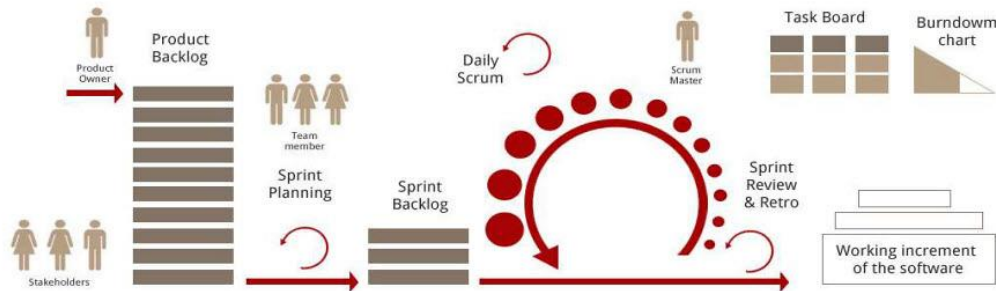 Product
Owner
Product
Backlog
Stakeholders
Team
member
Sprint
Planning
Sprint
Backlog
Daily
Scrum
Scrum
Master
Sprint
Review
& Retro
Task Board
Burndowm
chart
Working increment
of the software